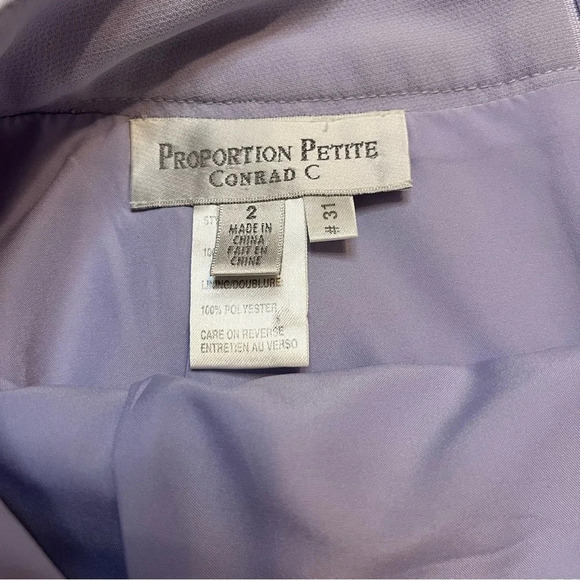 PROPORTION PETITE
CONRAD C
2
MADE IN
CHINA
FAIT EN
CHINE
# 31
LINING/DOUBLURE
100% POLYESTER
CARE ON REVERSE
ENTRETIEN AU VERSO